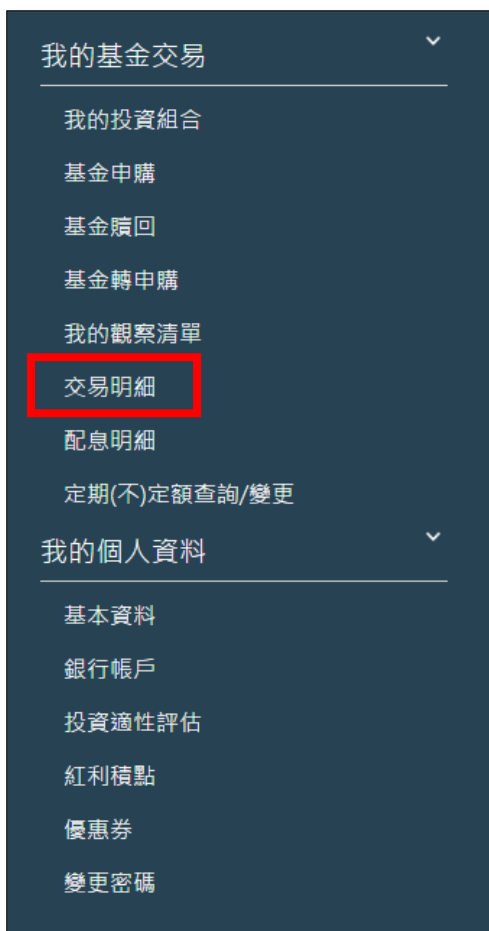 我的基金交易
我的投資組合
基金申購
基金贖回
基金轉申購
我的觀察清單
交易明細
配息明細
定期(不)定額查詢/變更
我的個人資料
基本資料
銀行帳戶
投資適性評估
紅利積點
優惠券
變更密碼